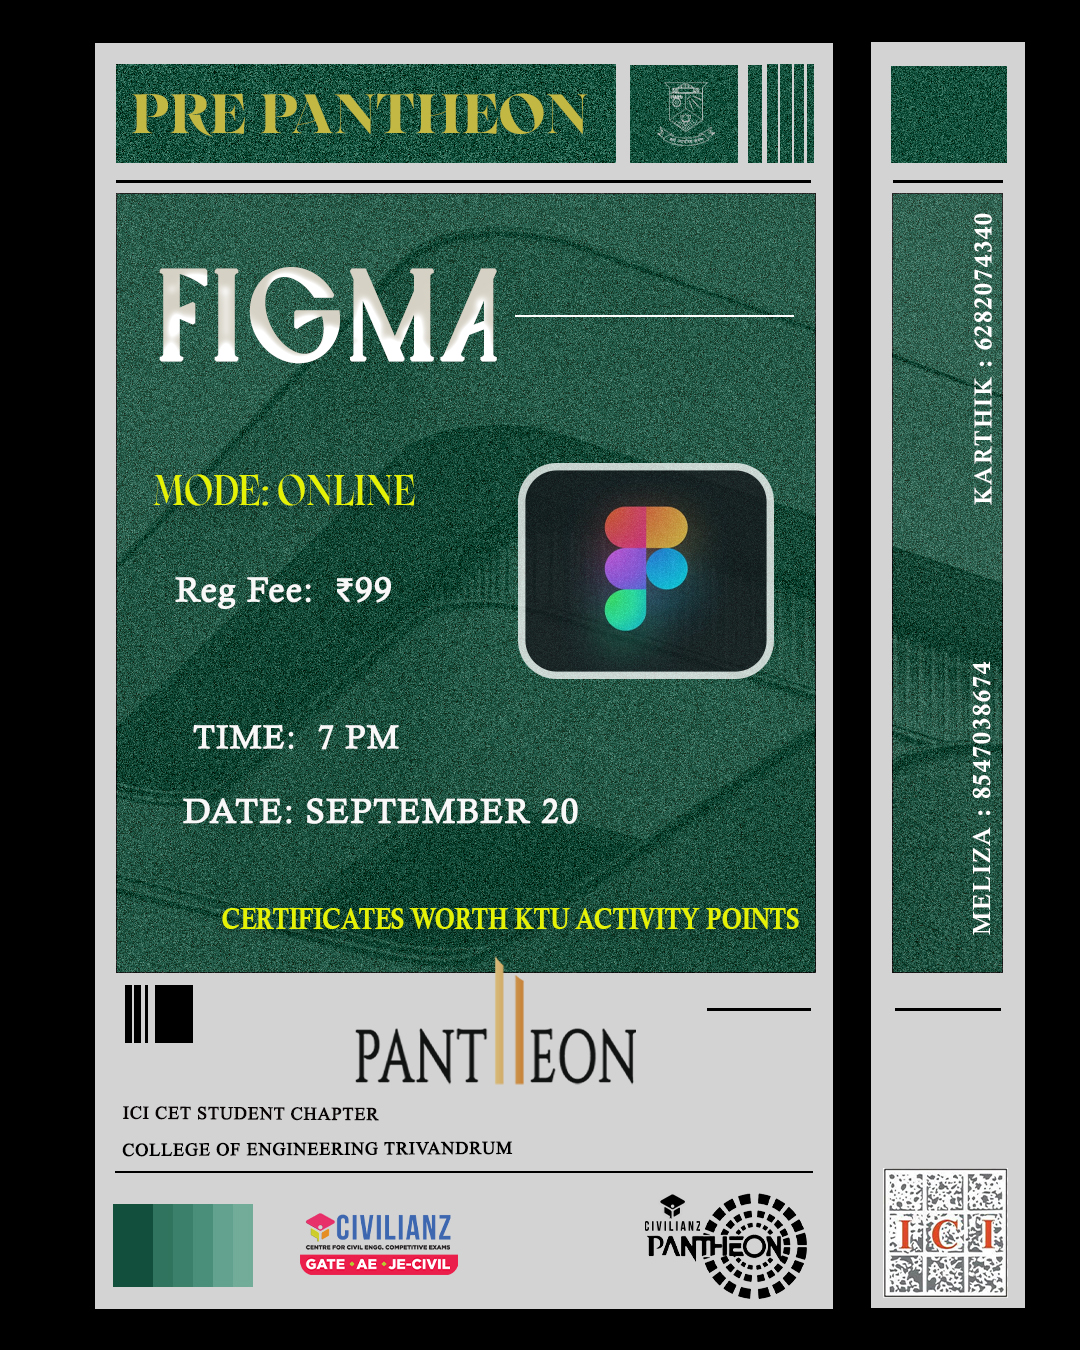 PRE PANTHEON
FIGMA
MODE: ONLINE
Reg Fee: ₹99
TIME: 7 PM
DATE: SEPTEMBER 20
CERTIFICATES WORTH KTU ACTIVITY POINTS
KARTHIK : 6282074340
MELIZA : 8547038674
PANTHEON
ICI CET STUDENT CHAPTER
COLLEGE OF ENGINEERING TRIVANDRUM
CIVILIANZ
CENTRE FOR CIVIL ENGG. COMPETITIVE EXAMS
GATE • AE • JE-CIVIL
CIVILIANZ
PANTHEON
ICI